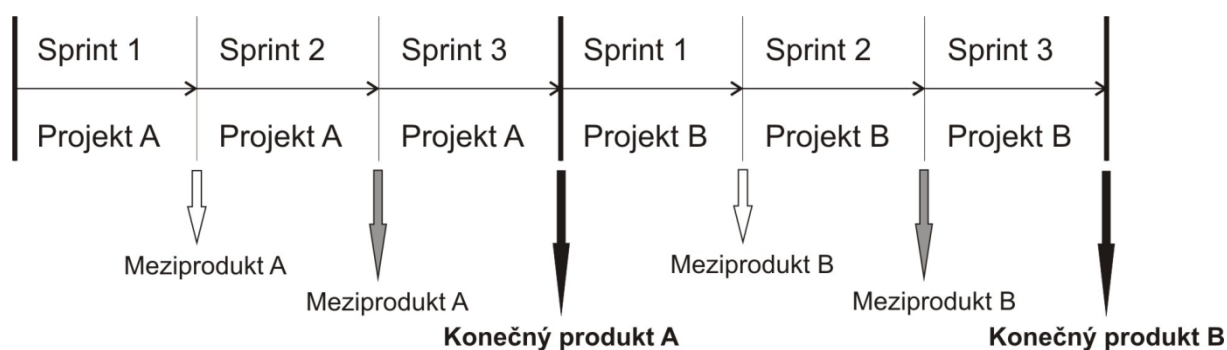 Sprint 1 Sprint 2 Sprint 3 Sprint 1 Sprint 2 Sprint 3
Projekt A Projekt A Projekt A Projekt B Projekt B Projekt B
Meziprodukt A Meziprodukt B
Meziprodukt A Meziprodukt B
Konečný produkt A Konečný produkt B